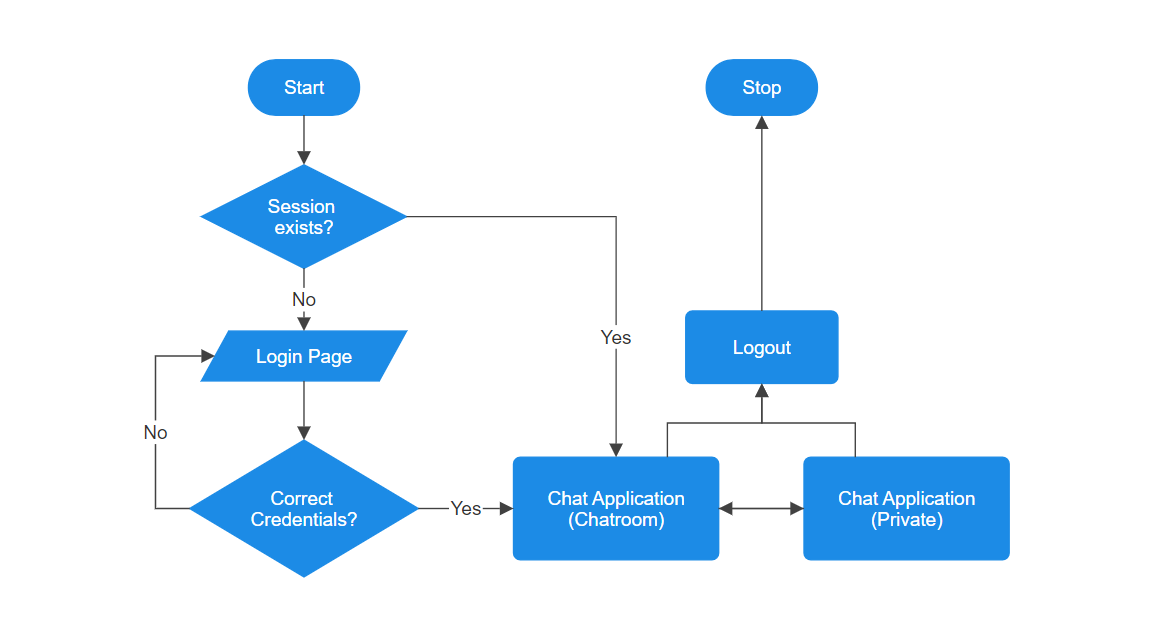 Start
Stop
Session
exists?
No
Login Page
Yes
Logout
No
Correct
Credentials?
Yes
Chat Application
(Chatroom)
Chat Application
(Private)